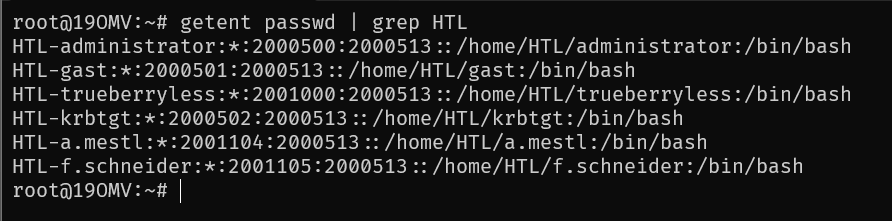 root@19OMV:~# getent passwd | grep HTL
HTL-administrator:*:2000500:2000513::/home/HTL/administrator:/bin/bash
HTL-gast:*:2000501:2000513::/home/HTL/gast:/bin/bash
HTL-trueberryless:*:2001000:2000513::/home/HTL/trueberryless:/bin/bash
HTL-krbtgt:*:2000502:2000513::/home/HTL/krbtgt:/bin/bash
HTL-a.mestl:*:2001104:2000513::/home/HTL/a.mestl:/bin/bash
HTL-f.schneider:*:2001105:2000513::/home/HTL/f.schneider:/bin/bash
root@19OMV:~#